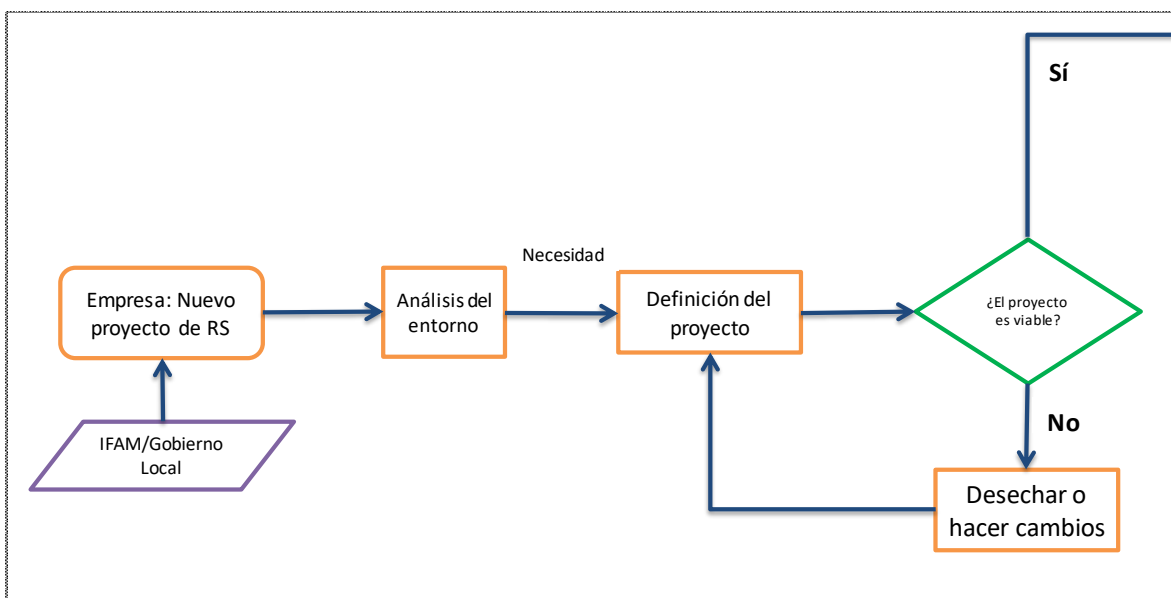 Sí
Necesidad
Empresa: Nuevo
proyecto de RS
Análisis del
entorno
Definición del
proyecto
¿El proyecto
es viable?
IFAM/Gobierno
Local
No
Desechar o
hacer cambios